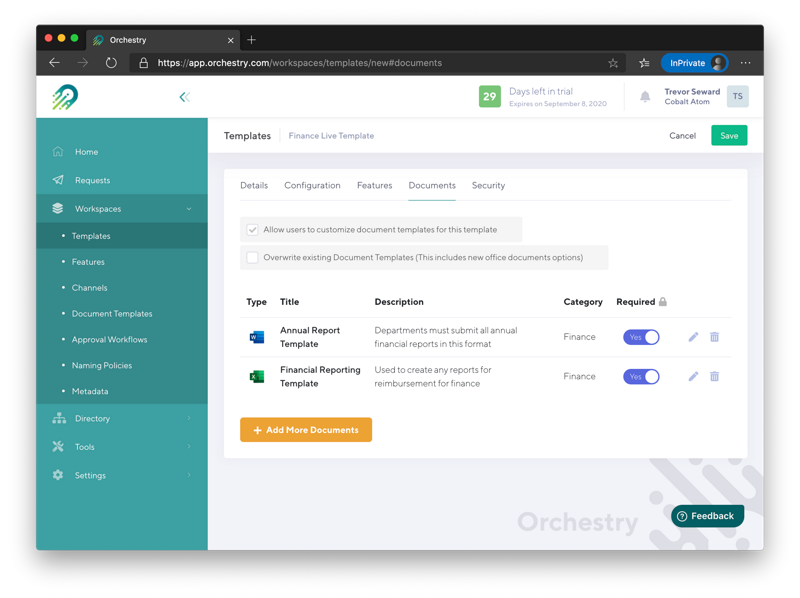 Orchestry
https://app.orchestry.com/workspaces/templates/new#documents
InPrivate
29
Days left in trial
Expires on September 8, 2020
Trevor Seward
Cobalt Atom
TS
Templates
Finance Live Template
Cancel
Save
Home
Requests
Workspaces
Templates
Features
Channels
Document Templates
Approval Workflows
Naming Policies
Metadata
Directory
Tools
Settings
Details Configuration Features Documents Security
Allow users to customize document templates for this template
Overwrite existing Document Templates (This includes new office documents options)
Type Title Description Category Required
Annual Report
Template
Departments must submit all annual
financial reports in this format
Finance
Yes
Financial Reporting
Template
Used to create any reports for
reimbursement for finance
Finance
Yes
+ Add More Documents
Orchestry
Feedback